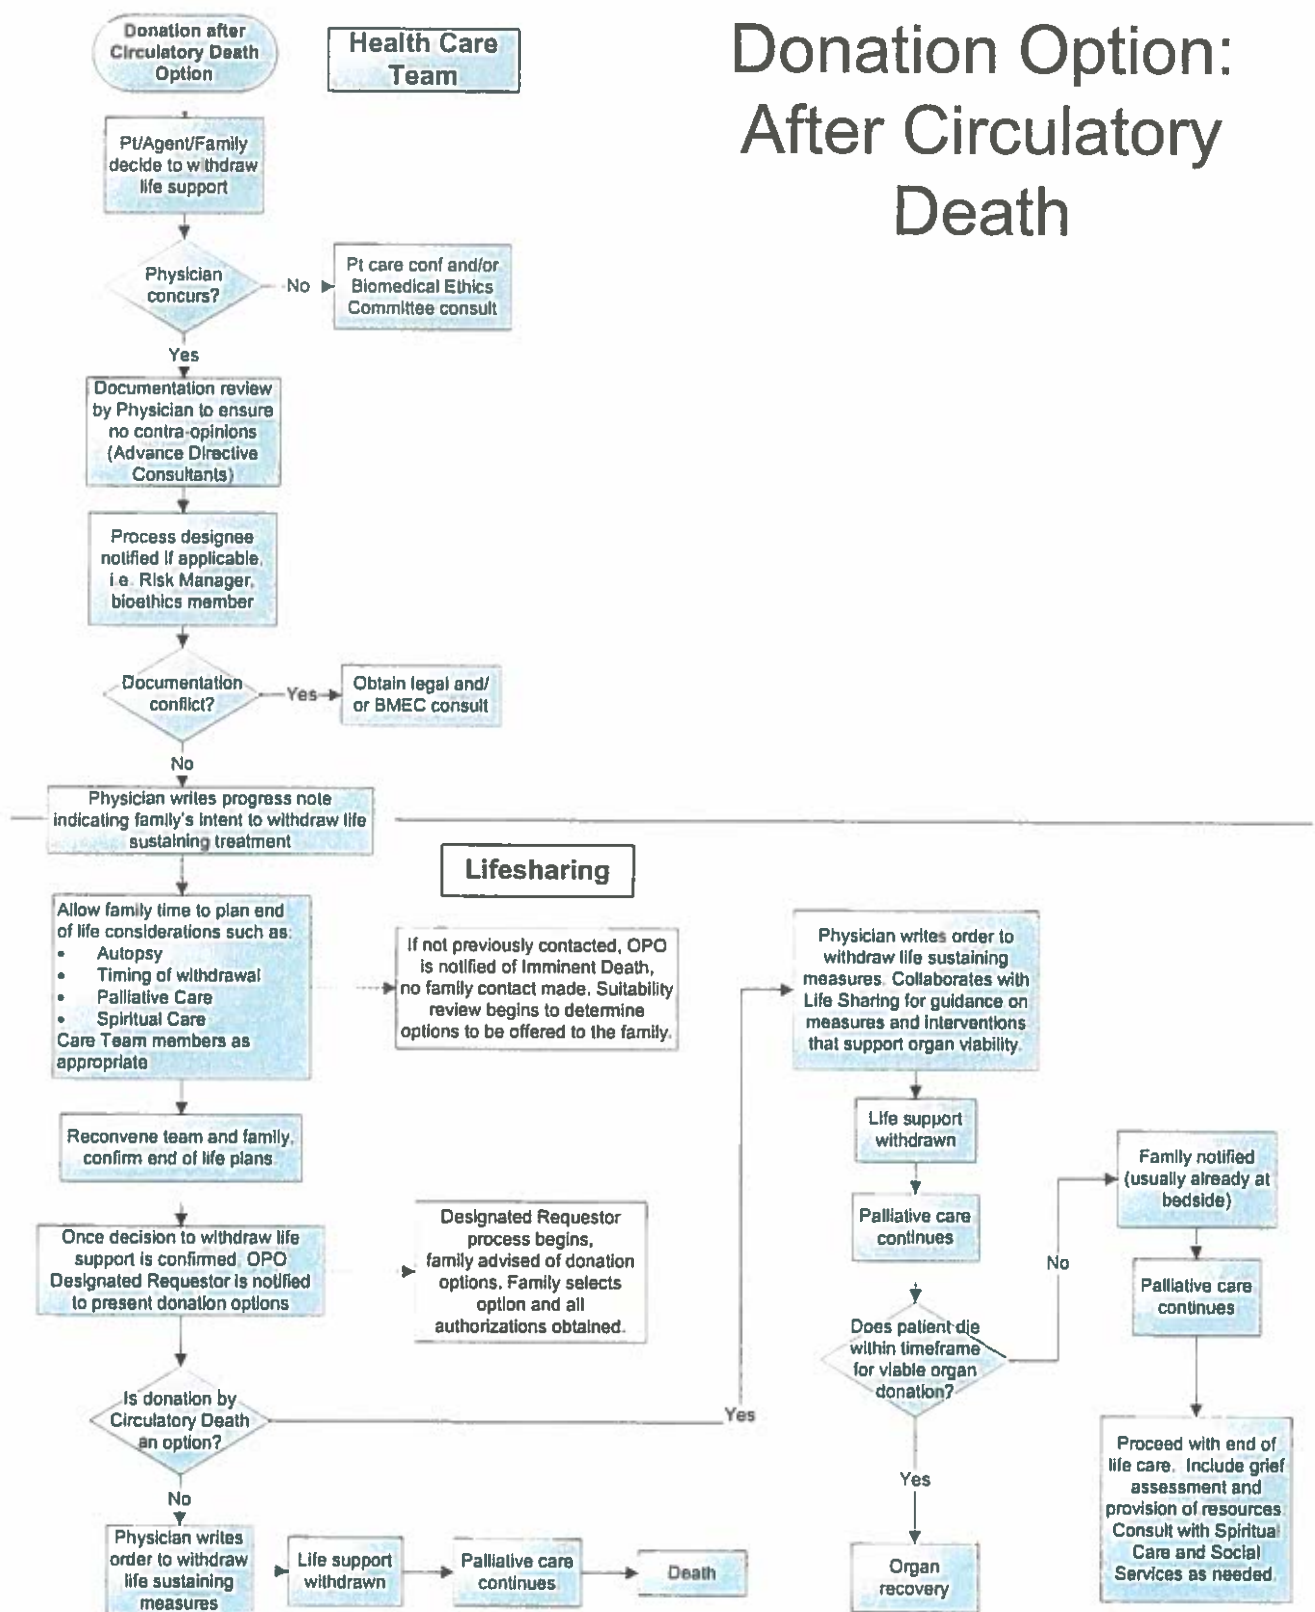 Donation Option:
After Circulatory
Death
Donation after
Circulatory Death
Option
Health Care
Team
Pt/Agent/Family
decide to withdraw
life support
Physician
concurs?
No
Pt care conf and/or
Biomedical Ethics
Committee consult
Yes
Documentation review
by Physician to ensure
no contra-opinions
(Advance Directive
Consultants)
Process designee
notified if applicable,
i.e. Risk Manager,
bioethics member
Documentation
conflict?
Yes
Obtain legal and/
or BMEC consult
No
Physician writes progress note
indicating family's intent to withdraw life
sustaining treatment
Lifesharing
Allow family time to plan end
of life considerations such as:
• Autopsy
• Timing of withdrawal
• Palliative Care
• Spiritual Care
Care Team members as
appropriate
If not previously contacted, OPO
is notified of Imminent Death,
no family contact made. Suitability
review begins to determine
options to be offered to the family.
Reconvene team and family,
confirm end of life plans.
Once decision to withdraw life
support is confirmed, OPO
Designated Requestor is notified
to present donation options
Designated Requestor
process begins,
family advised of donation
options. Family selects
option and all
authorizations obtained.
Is donation by
Circulatory Death
an option?
Yes
No
Physician writes
order to withdraw
life sustaining
measures
Life support
withdrawn
Palliative care
continues
Death
Physician writes order to
withdraw life sustaining
measures. Collaborates with
Life Sharing for guidance on
measures and interventions
that support organ viability.
Life support
withdrawn
Palliative care
continues
Does patient die
within timeframe
for viable organ
donation?
No
Family notified
(usually already at
bedside)
Palliative care
continues
Proceed with end of
life care. Include grief
assessment and
provision of resources
Consult with Spiritual
Care and Social
Services as needed.
Yes
Organ
recovery